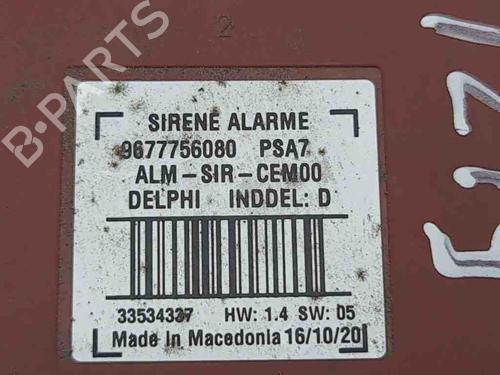 2
SIRENE ALARME
9677756080 PSA7
ALM-SIR-CEM00
DELPHI INDDEL: D
33534337 HW: 1.4 SW: 05
Made In Macedonia 16/10/20
B-PARTS